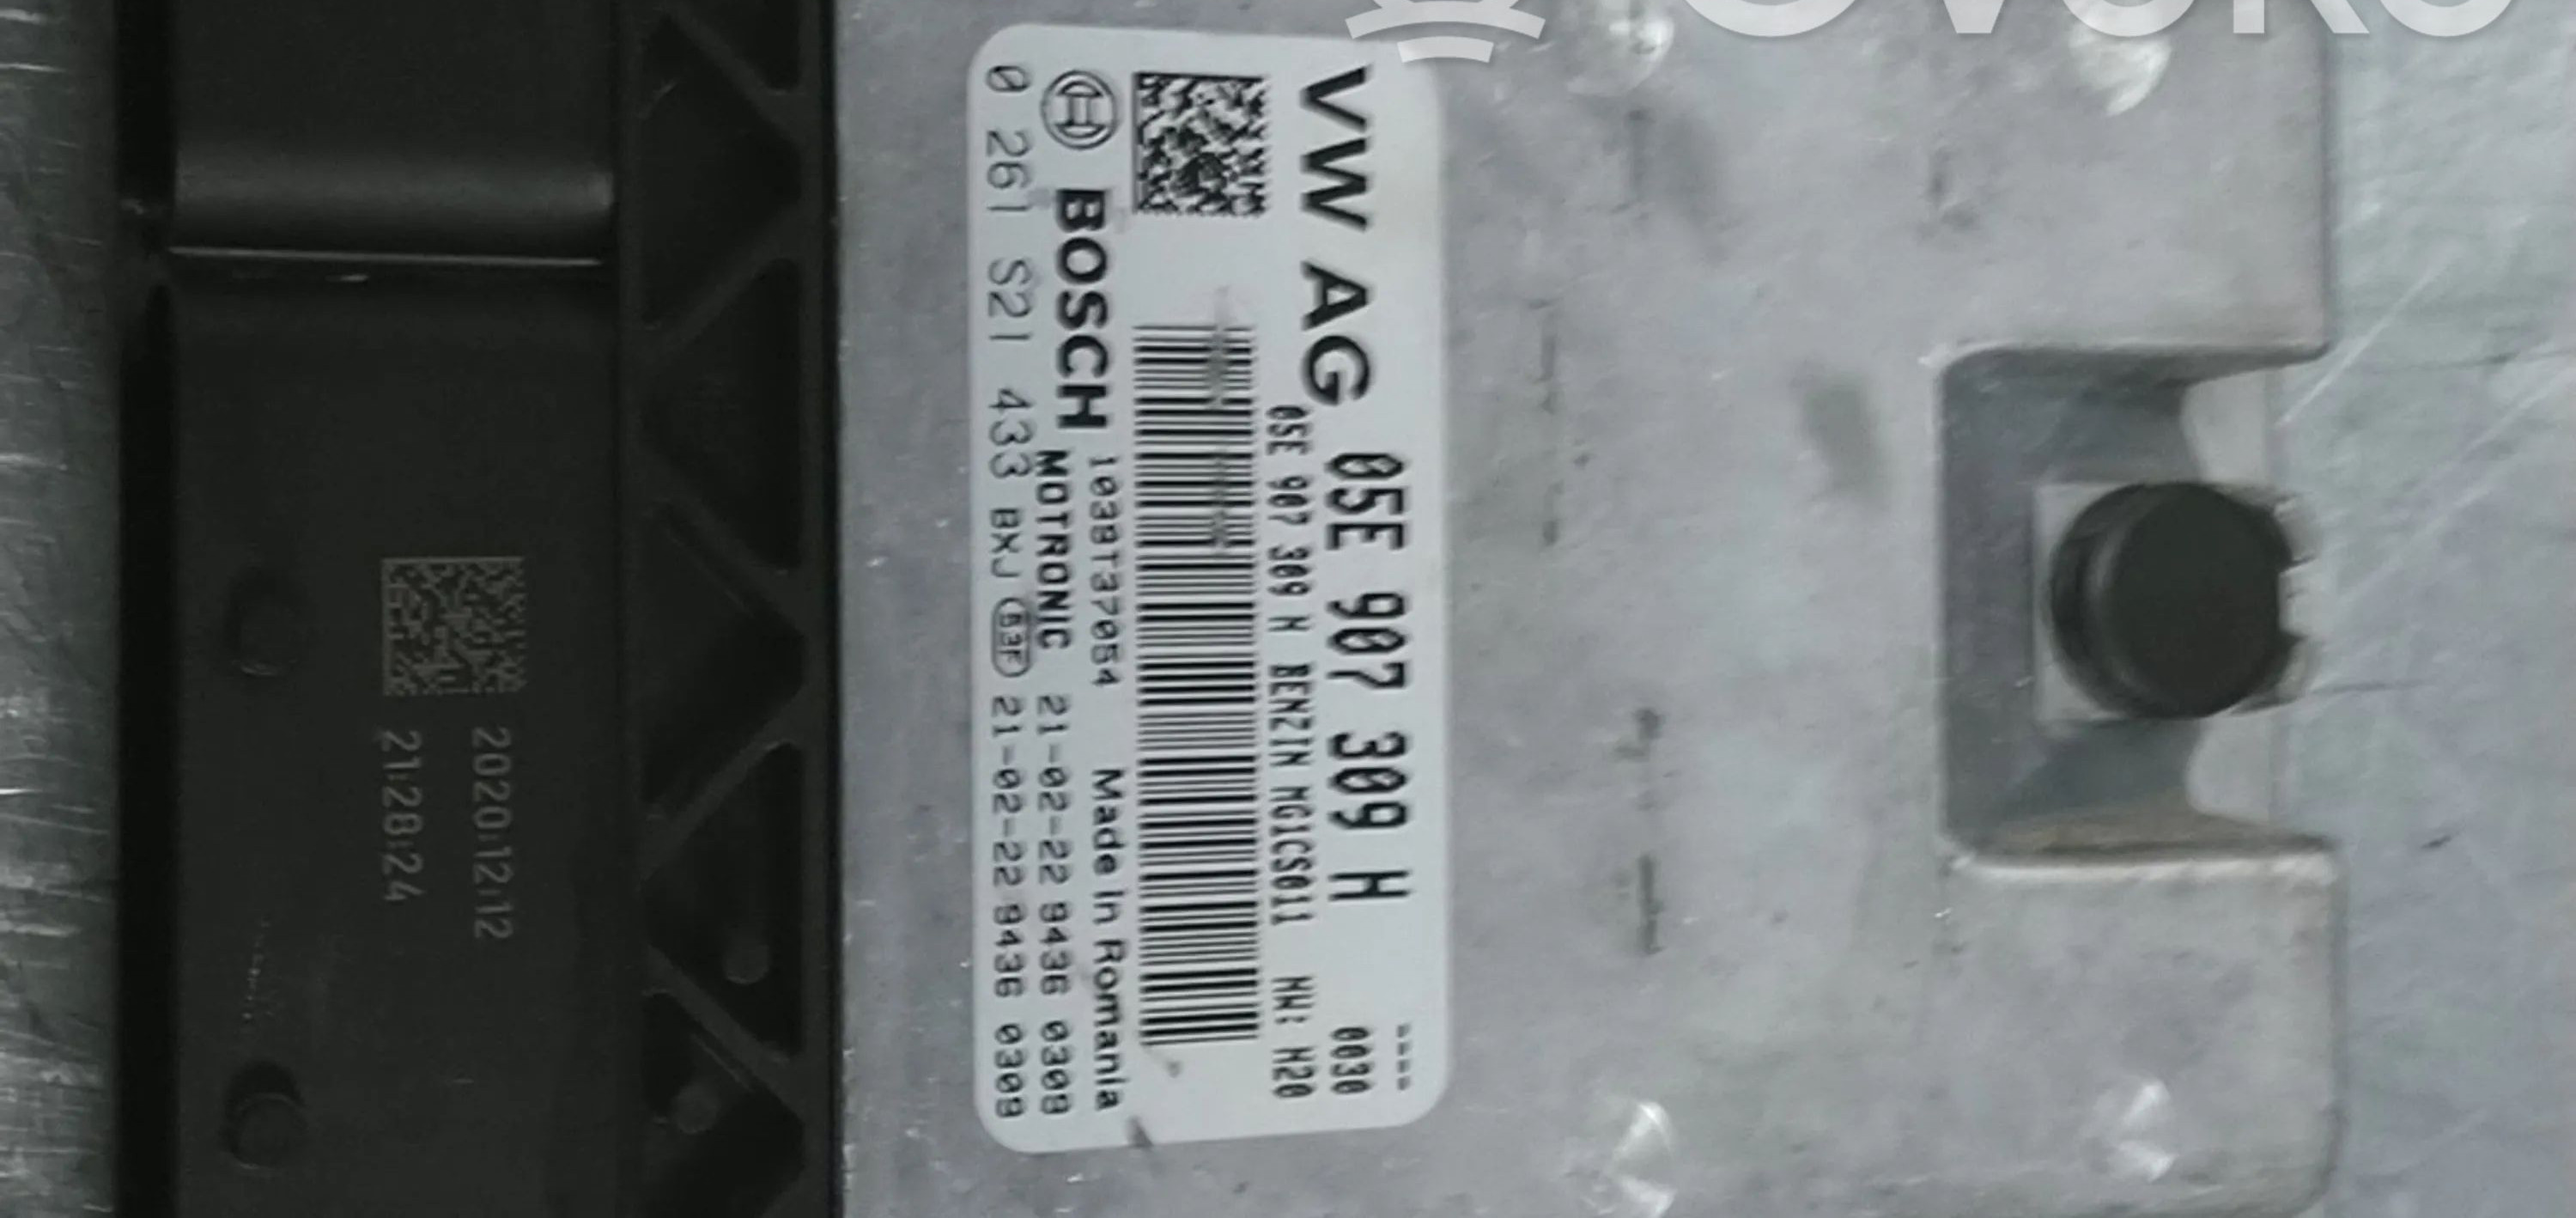 VW AG 05E 907 309 H ----
0030
05E 907 309 H BENZIN MG1CS011 HW: H20
BOSCH 1038T37054 Made in Romania
MOTRONIC 21-02-22 9436 0309
0 261 S21 433 BXJ B3F 21-02-22 9436 0309
2020:12:12
21:28:24